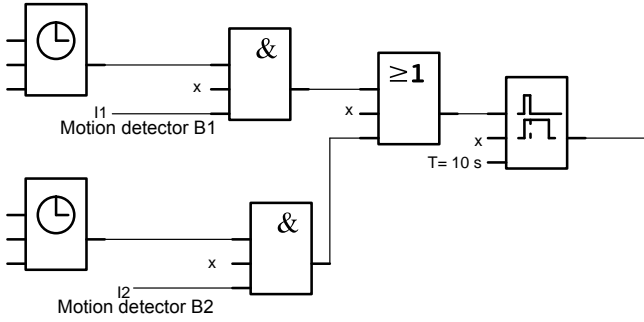 &
≥1
x
x
I1
Motion detector B1
x
T= 10 s
&
x
I2
Motion detector B2